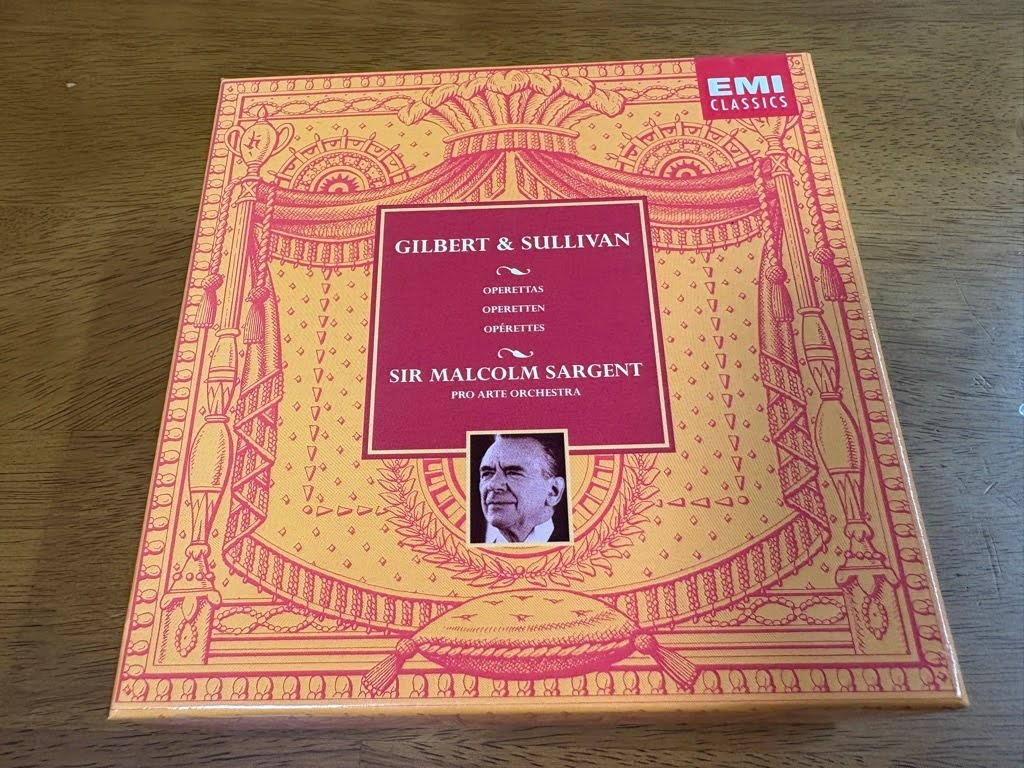 EMI
CLASSICS
GILBERT & SULLIVAN
OPERETTAS
OPERETTEN
OPÉRETTES
SIR MALCOLM SARGENT
PRO ARTE ORCHESTRA